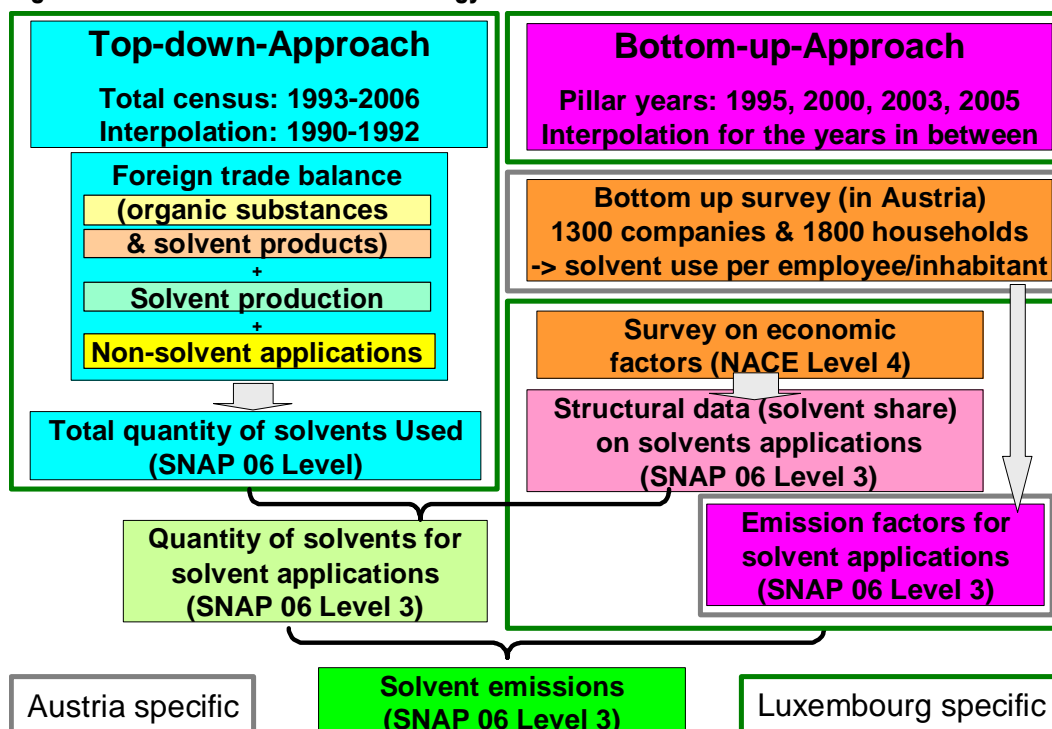 Top-down-Approach
Total census: 1993-2006
Interpolation: 1990-1992
Foreign trade balance
(organic substances
& solvent products)
+
Solvent production
+
Non-solvent applications
Total quantity of solvents Used
(SNAP 06 Level)
Bottom-up-Approach
Pillar years: 1995, 2000, 2003, 2005
Interpolation for the years in between
Bottom up survey (in Austria)
1300 companies & 1800 households
-> solvent use per employee/inhabitant
Survey on economic
factors (NACE Level 4)
Structural data (solvent share)
on solvents applications
(SNAP 06 Level 3)
Emission factors for
solvent applications
(SNAP 06 Level 3)
Quantity of solvents for
solvent applications
(SNAP 06 Level 3)
Solvent emissions
(SNAP 06 Level 3)
Austria specific
Luxembourg specific